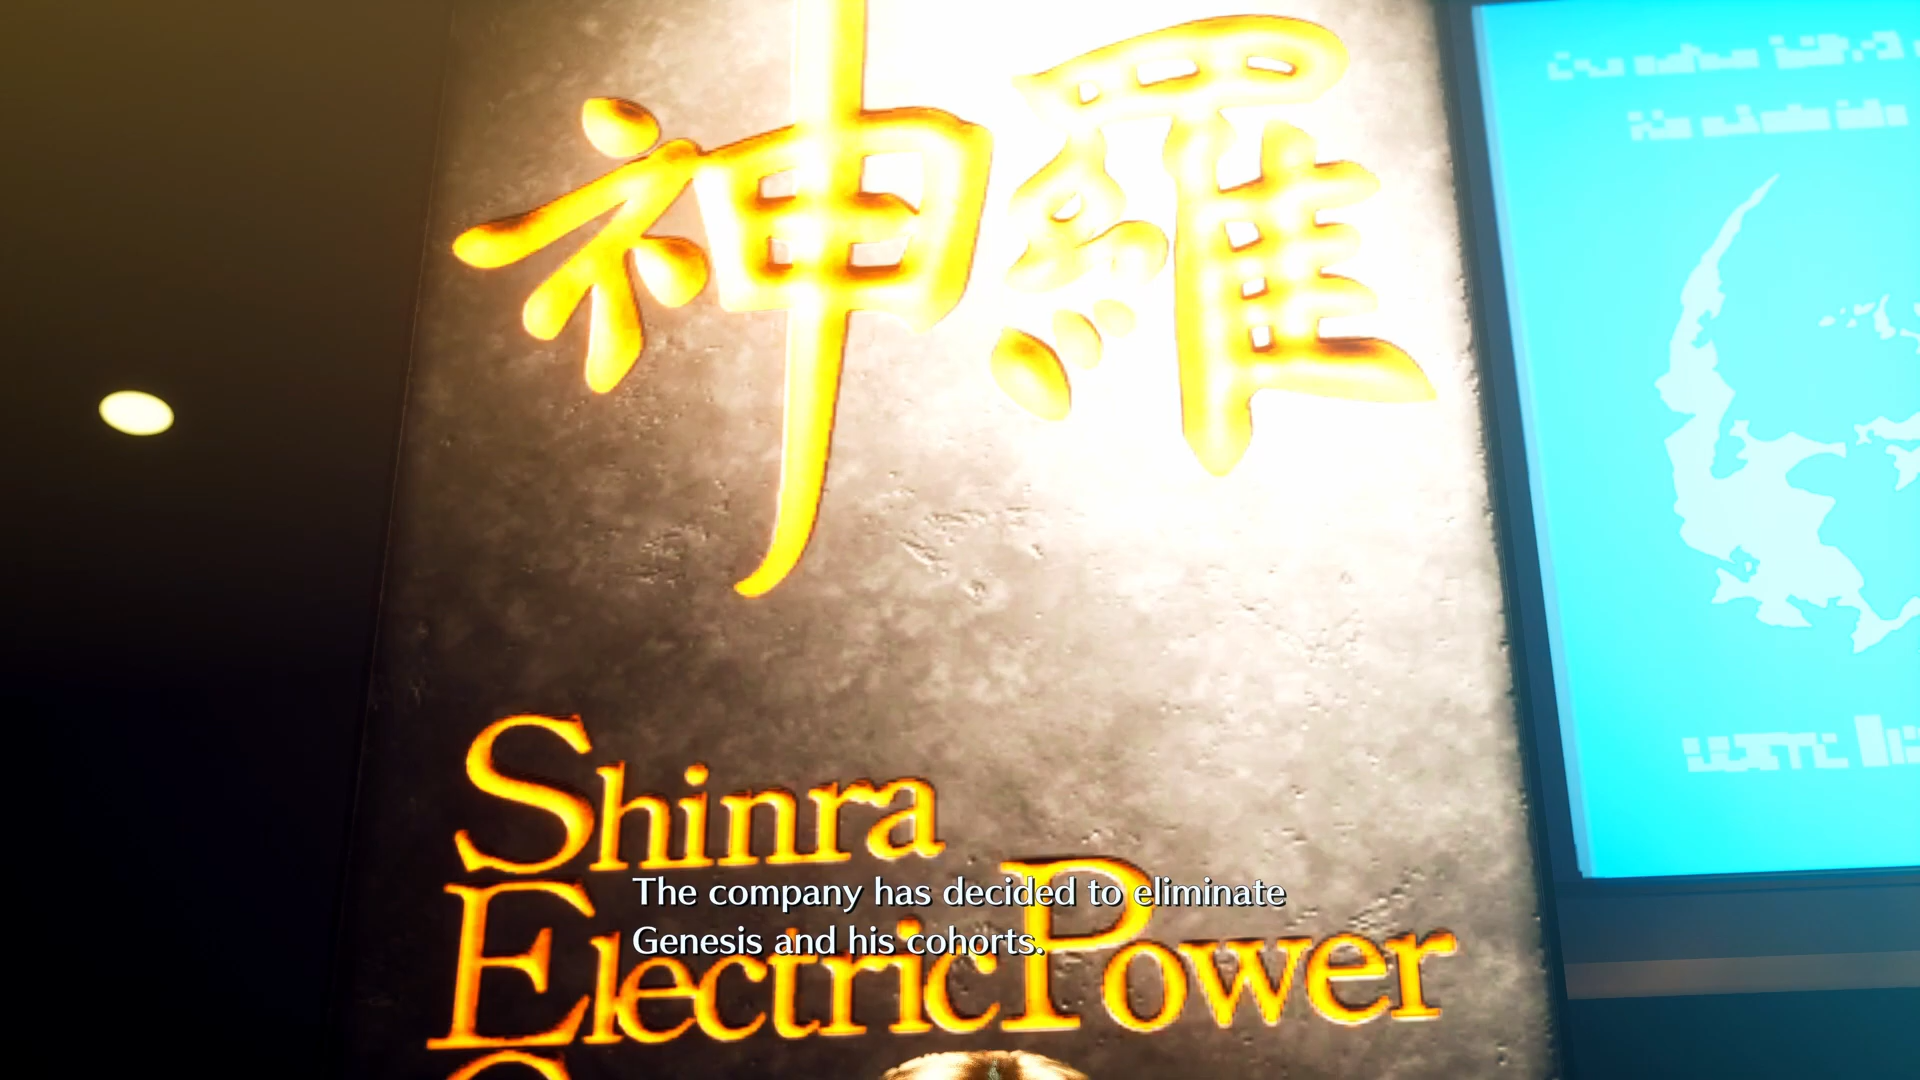 神羅
Shinra
Electric Power
The company has decided to eliminate
Genesis and his cohorts.